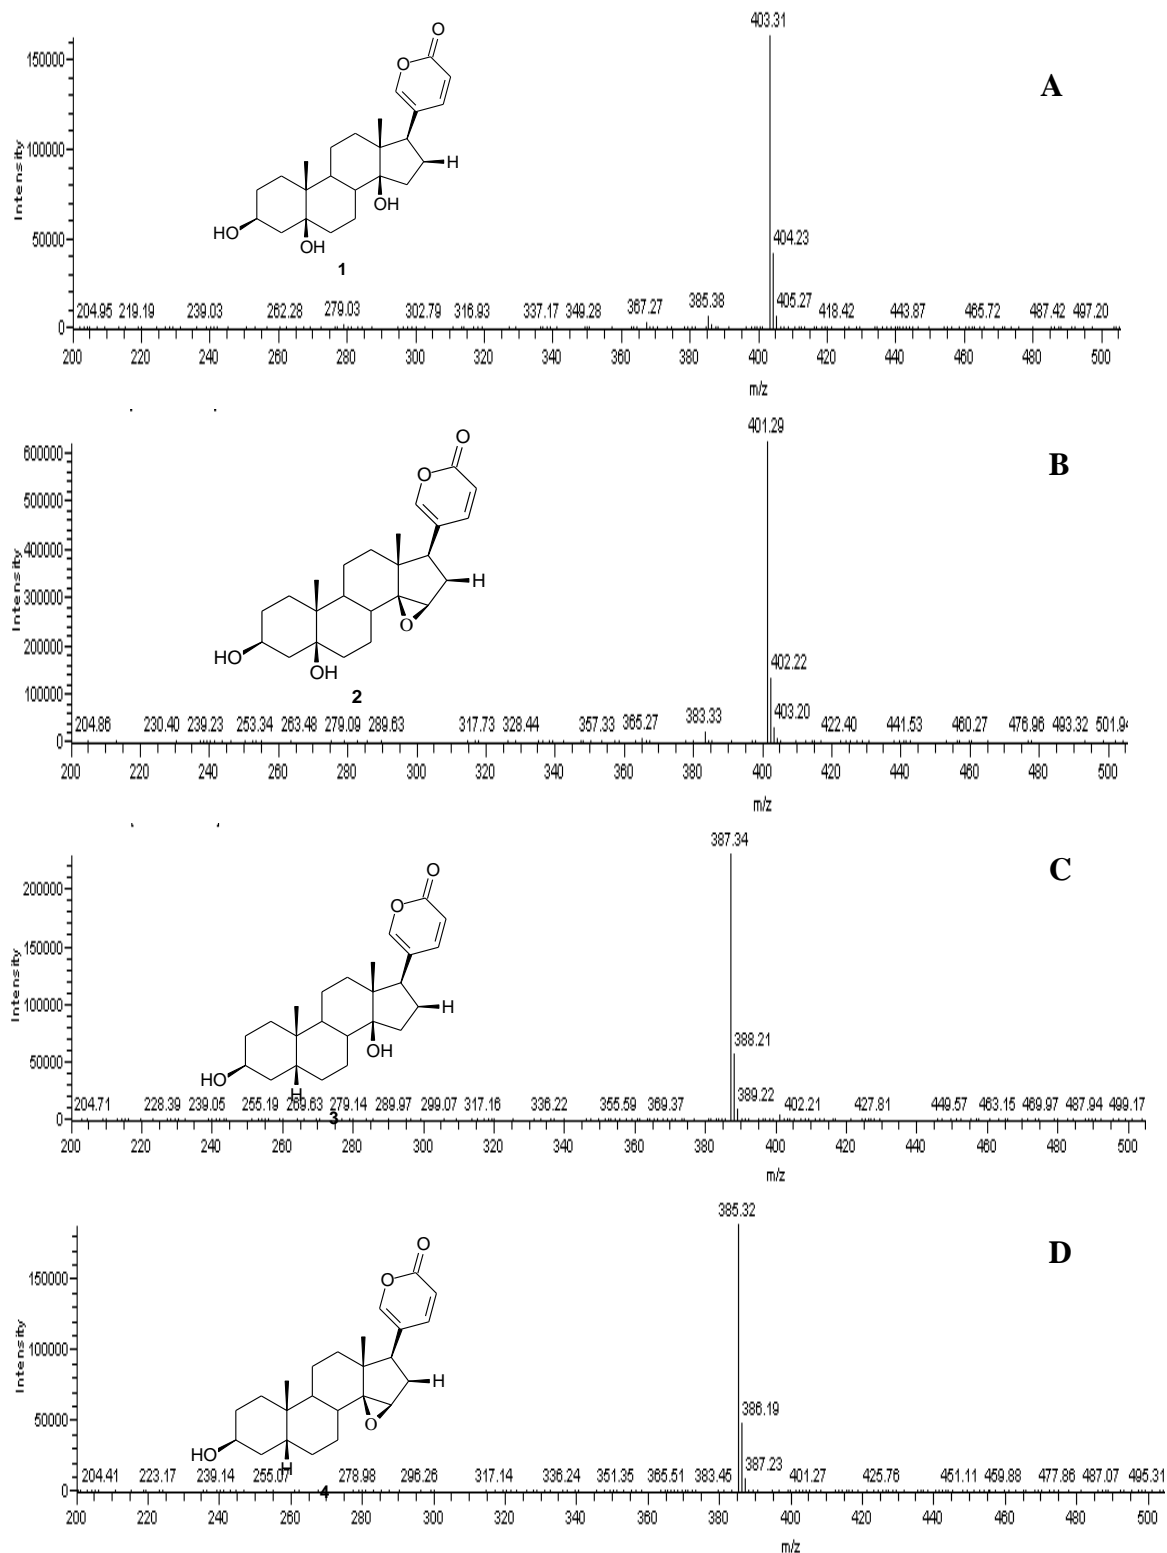 403.31
A
150000
100000
50000
0
Intensity
O
O
H
OH
HO
OH
1
404.23
405.27
204.95 219.19 239.03 262.28 279.03 302.79 316.93 337.17 349.28 367.27 385.38 418.42 443.87 465.72 487.42 497.20
200 220 240 260 280 300 320 340 360 380 400 420 440 460 480 500
m/z
401.29
B
600000
500000
400000
300000
200000
100000
0
Intensity
O
O
H
O
HO
OH
2
402.22
403.20
204.86 230.40 239.23 253.34 263.48 279.09 289.63 317.73 328.44 357.33 365.27 383.33 422.40 441.53 460.27 476.96 493.32 501.94
200 220 240 260 280 300 320 340 360 380 400 420 440 460 480 500
m/z
387.34
C
200000
150000
100000
50000
0
Intensity
O
O
H
OH
HO
H
3
388.21
389.22
204.71 228.39 239.05 255.19 269.63 279.14 289.97 299.07 317.16 336.22 355.59 369.37 402.21 427.81 449.57 463.15 469.97 487.94 499.17
200 220 240 260 280 300 320 340 360 380 400 420 440 460 480 500
m/z
385.32
D
150000
100000
50000
0
Intensity
O
O
H
O
HO
H
4
386.19
387.23
204.41 223.17 239.14 255.07 278.98 296.26 317.14 336.24 351.35 365.51 383.45 401.27 425.76 451.11 459.88 477.86 487.07 495.31
200 220 240 260 280 300 320 340 360 380 400 420 440 460 480 500
m/z